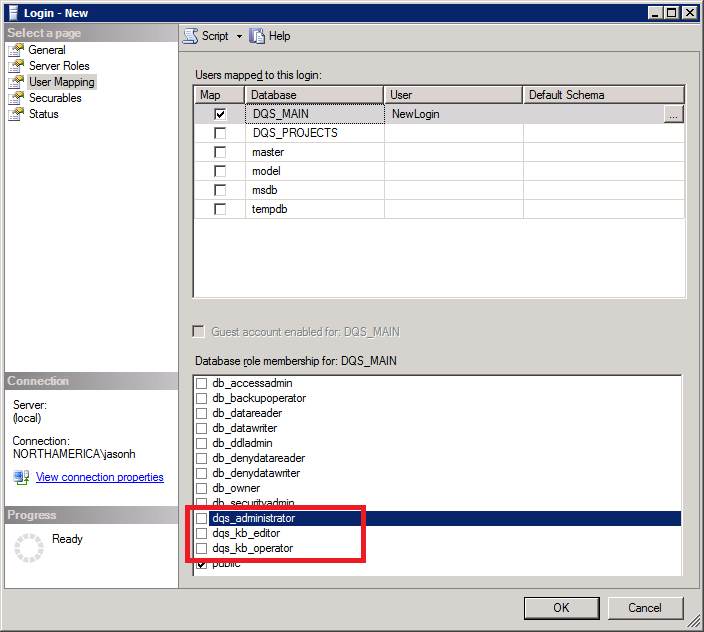 Login - New
Select a page
General
Server Roles
User Mapping
Securables
Status
Script
Help
Users mapped to this login:
Map Database User Default Schema
DQS_MAIN NewLogin ...
DQS_PROJECTS
master
model
msdb
tempdb
Guest account enabled for: DQS_MAIN
Database role membership for: DQS_MAIN
db_accessadmin
db_backupoperator
db_datareader
db_datawriter
db_ddladmin
db_denydatareader
db_denydatawriter
db_owner
db_securityadmin
dqs_administrator
dqs_kb_editor
dqs_kb_operator
public
Connection
Server:
(local)
Connection:
NORTHAMERICA\jasonh
View connection properties
Progress
Ready
OK Cancel